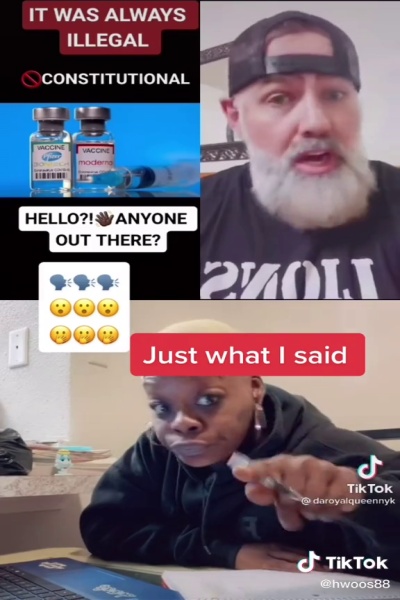 IT WAS ALWAYS
ILLEGAL
🚫CONSTITUTIONAL
VACCINE
VACCINE
moderna
HELLO?!👋🏿ANYONE
OUT THERE?
🗣️🗣️🗣️
😮😮😮
🫢🫢🫢
LIONS
Just what I said
TikTok
@daroyalqueennyk
TikTok
@hwoos88